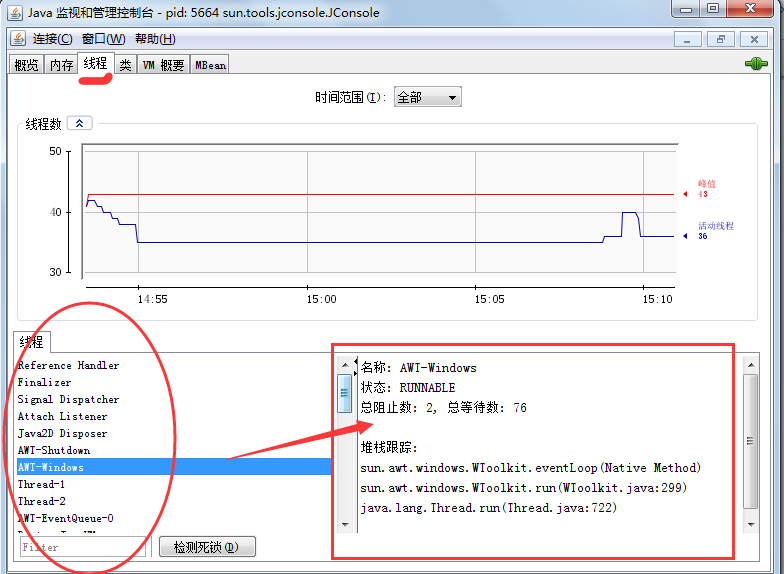 Java 监视和管理控制台 - pid: 5664 sun.tools.jconsole.JConsole
连接(C) 窗口(W) 帮助(H)
概览 内存 线程 类 VM 概要 MBean
时间范围(I): 全部
线程数
50
峰值
43
40
活动线程
36
30
14:55 15:00 15:05 15:10
线程
Reference Handler
Finalizer
Signal Dispatcher
Attach Listener
Java2D Disposer
AWT-Shutdown
AWT-Windows
Thread-1
Thread-2
AWT-EventQueue-0
Filter
检测死锁(D)
名称: AWT-Windows
状态: RUNNABLE
总阻止数: 2, 总等待数: 76
堆栈跟踪:
sun.awt.windows.WToolkit.eventLoop(Native Method)
sun.awt.windows.WToolkit.run(WToolkit.java:299)
java.lang.Thread.run(Thread.java:722)